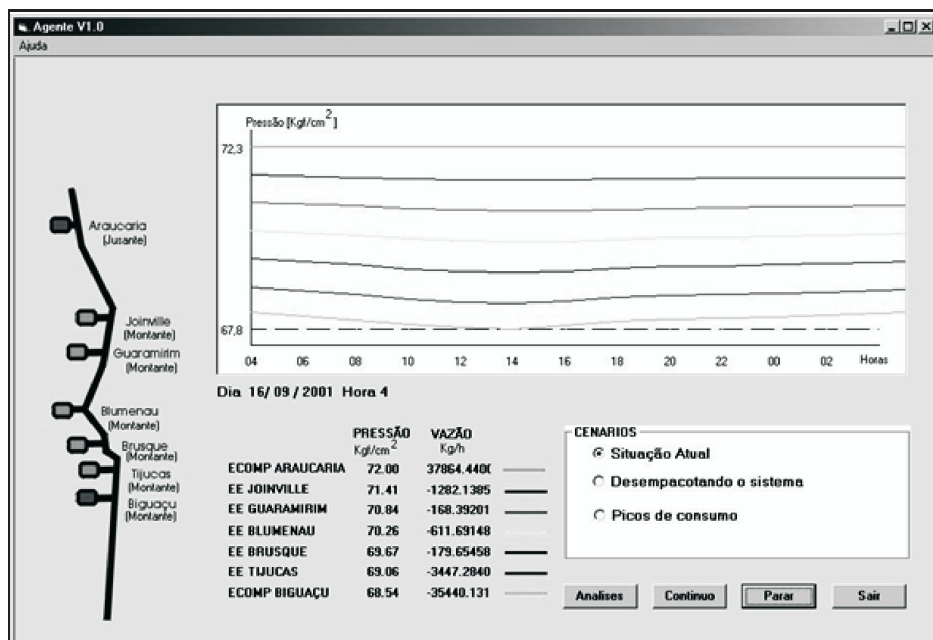 Agente V1.0
Ajuda
Pressão [Kgf/cm2]
72,3
67,8
04 06 08 10 12 14 16 18 20 22 00 02 Horas
Araucaria
(Jusante)
Joinville
(Montante)
Guaramirim
(Montante)
Blumenau
(Montante)
Brusque
(Montante)
Tijucas
(Montante)
Biguaçu
(Montante)
Dia 16/ 09 / 2001 Hora 4
PRESSÃO VAZÃO
Kgf/cm2 Kg/h
ECOMP ARAUCARIA 72.00 37864.440
EE JOINVILLE 71.41 -1282.1385
EE GUARAMIRIM 70.84 -168.39201
EE BLUMENAU 70.26 -611.69148
EE BRUSQUE 69.67 -179.65458
EE TIJUCAS 69.06 -3447.2840
ECOMP BIGUAÇU 68.54 -35440.131
CENARIOS
Situação Atual
Desempacotando o sistema
Picos de consumo
Analises Continuo Parar Sair